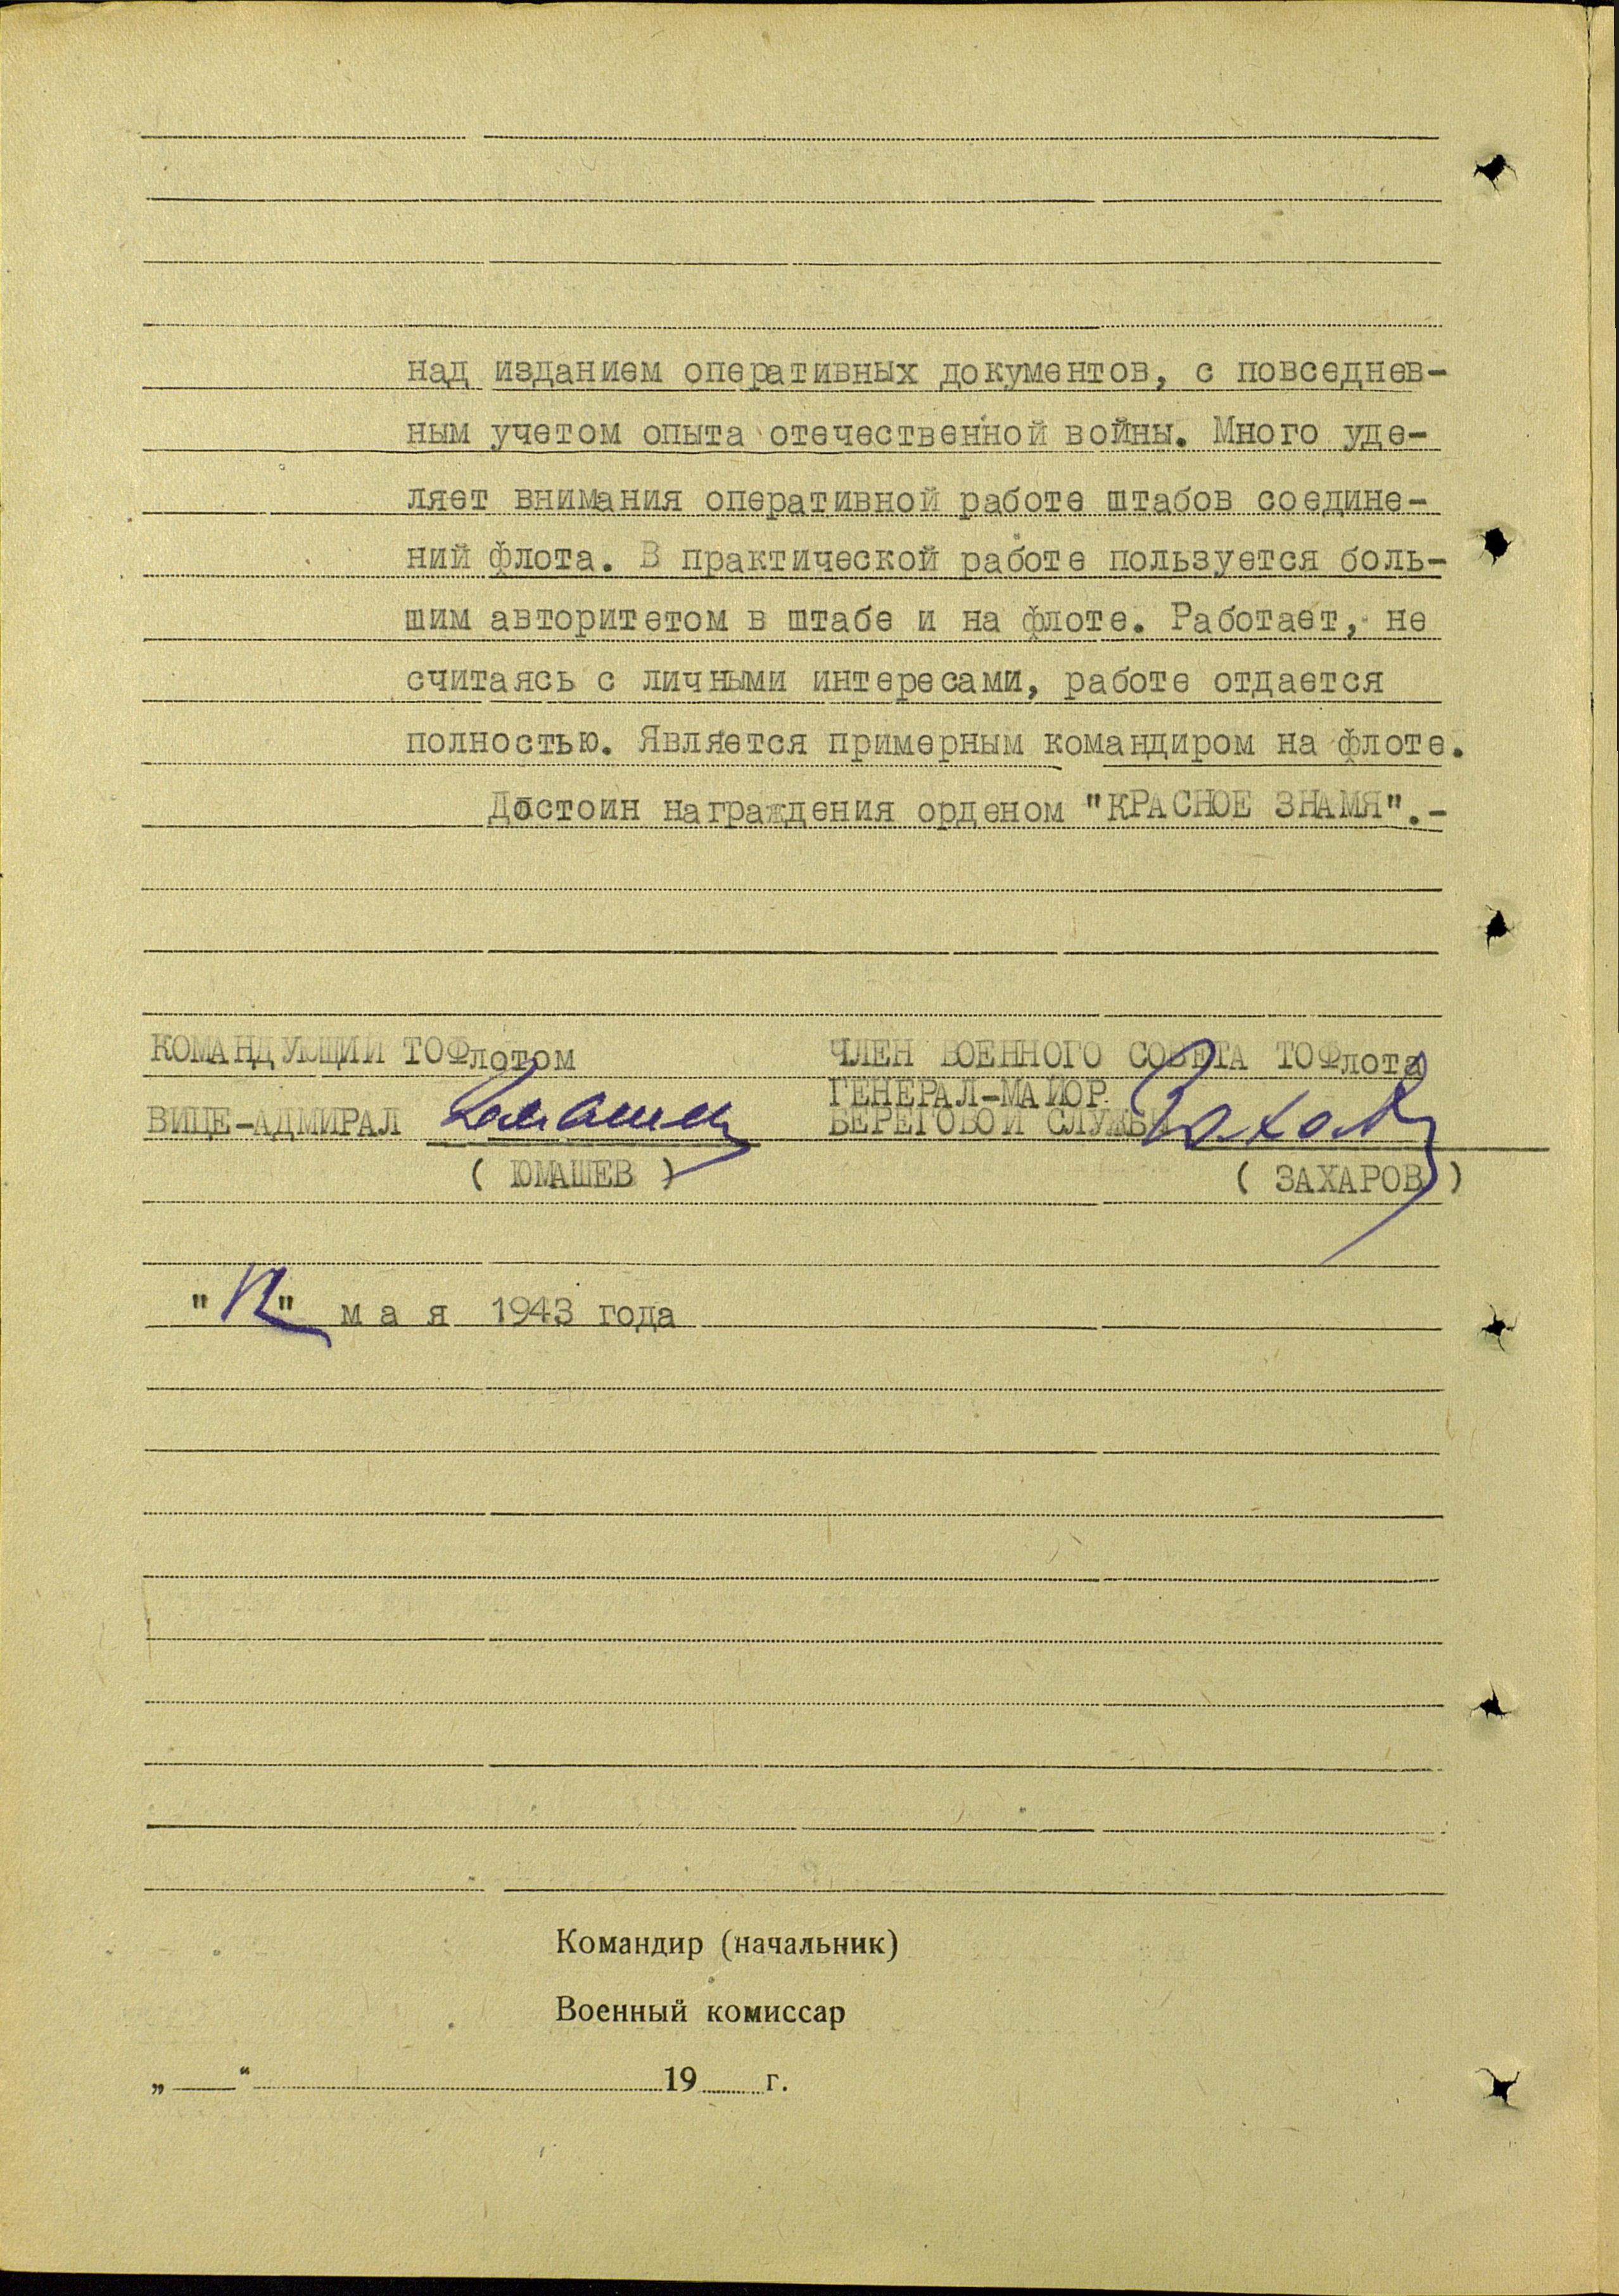 над изданием оперативных документов, с повседнев-
ным учетом опыта отечественной войны. Много уде-
ляет внимания оперативной работе штабов соедине-
ний флота. В практической работе пользуется боль-
шим авторитетом в штабе и на флоте. Работает, не
считаясь с личными интересами, работе отдается
полностью. Является примерным командиром на флоте.
Достоин награждения орденом "КРАСНОЕ ЗНАМЯ".-
КОМАНДУЮЩИЙ ТОФлотом
ВИЦЕ-АДМИРАЛ
( ЮМАШЕВ )
ЧЛЕН ВОЕННОГО СОВЕТА ТОФлота
ГЕНЕРАЛ-МАЙОР
БЕРЕГОВОЙ СЛУЖБЫ
( ЗАХАРОВ )
"12" мая 1943 года
Командир (начальник)
Военный комиссар
„ “ 19 г.